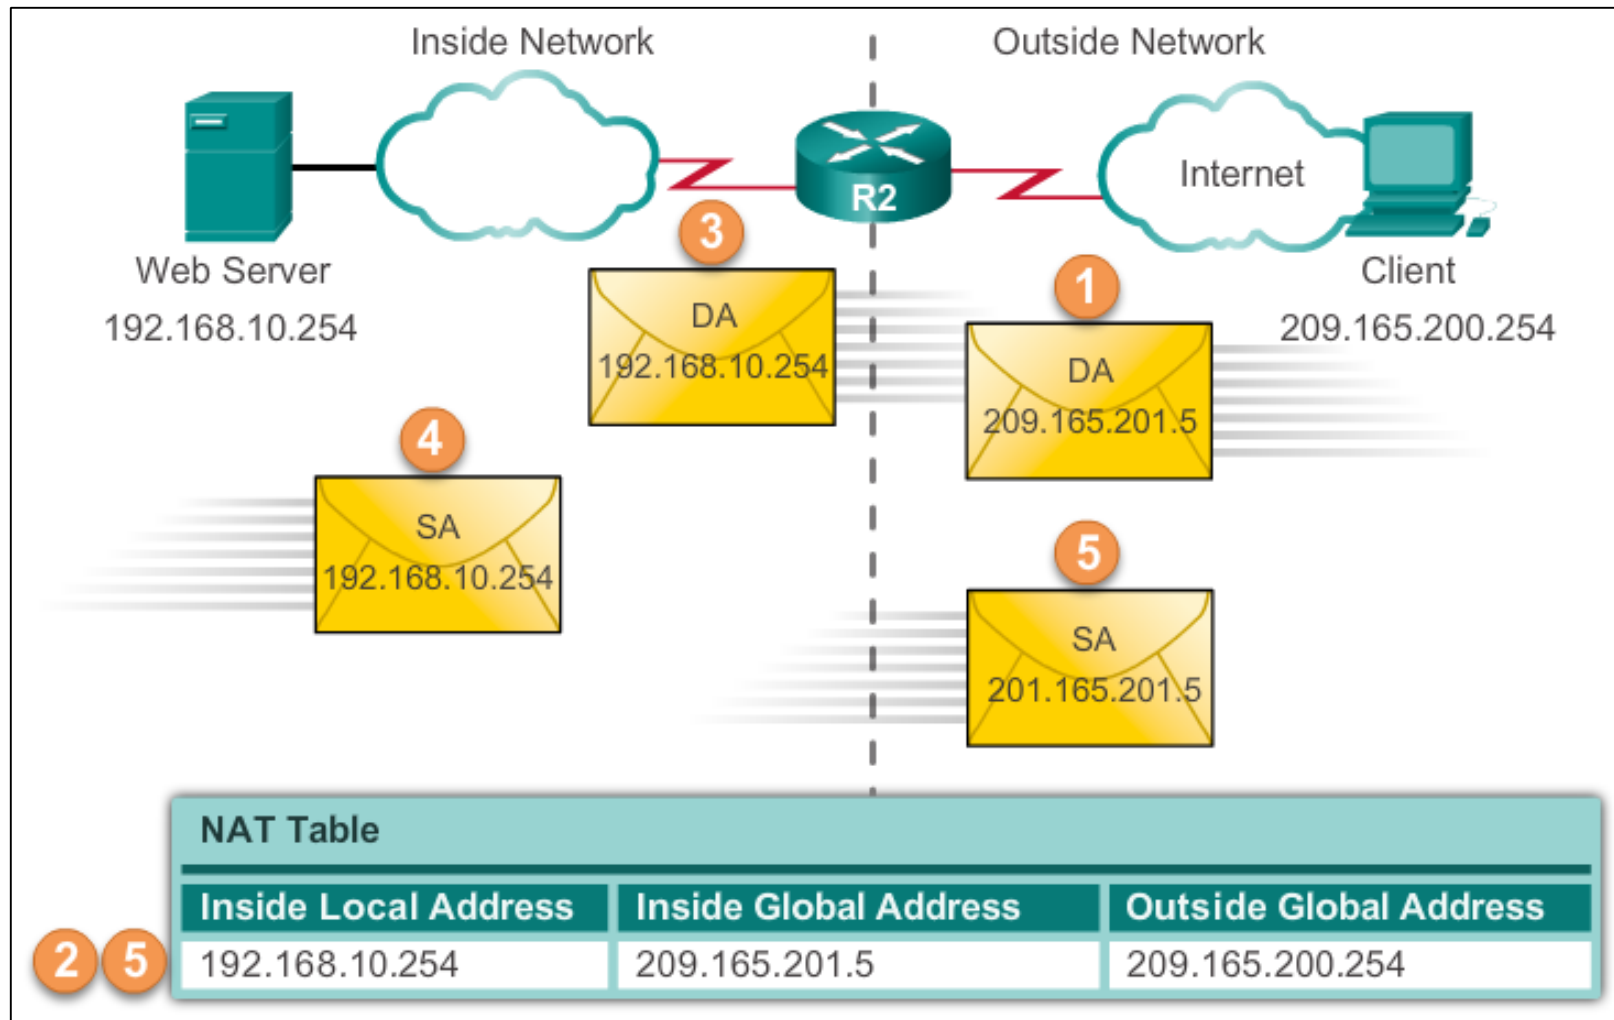 Inside Network
Outside Network
R2
Internet
Web Server
192.168.10.254
Client
209.165.200.254
3
DA
192.168.10.254
1
DA
209.165.201.5
4
SA
192.168.10.254
5
SA
201.165.201.5
NAT Table
Inside Local Address Inside Global Address Outside Global Address
2 5 192.168.10.254 209.165.201.5 209.165.200.254